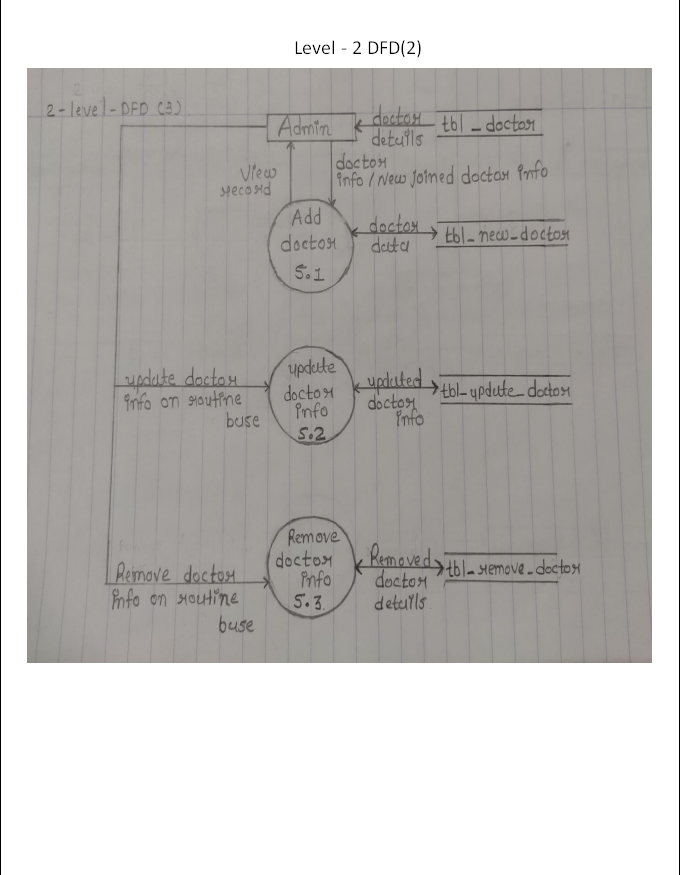 Level - 2 DFD(2)
2-level-DFD (3)
Admin
doctor
details
tbl_doctor
View
record
doctor
info/New joined doctor info
Add
doctor
5.1
doctor
data
tbl_new_doctor
update doctor
info on routine
buse
update
doctor
info
5.2
updated
doctor
info
tbl_update_doctor
Remove doctor
info on routine
buse
Remove
doctor
info
5.3
Removed
doctor
details
tbl_remove_doctor